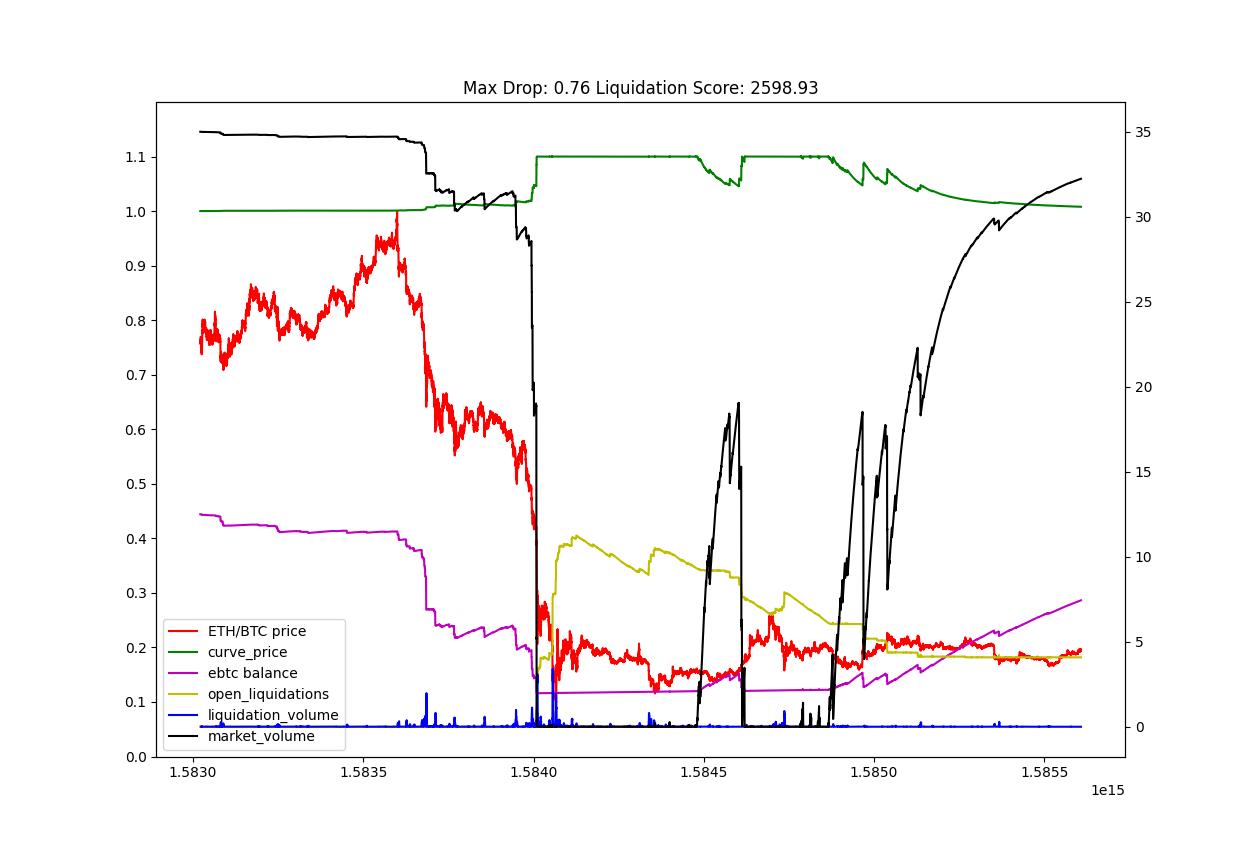 Max Drop: 0.76 Liquidation Score: 2598.93
1.1
1.0
0.9
0.8
0.7
0.6
0.5
0.4
0.3
0.2
0.1
0.0
35
30
25
20
15
10
5
0
ETH/BTC price
curve_price
ebtc balance
open_liquidations
liquidation_volume
market_volume
1.5830 1.5835 1.5840 1.5845 1.5850 1.5855
1e15